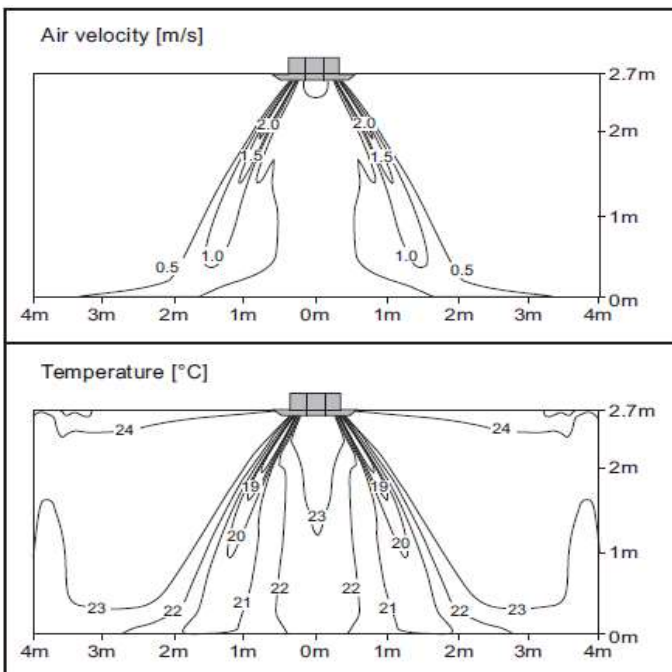 Air velocity [m/s]
2.7m
2.0 2.0 2m
1.5 1.5
1m
1.0 1.0
0.5 0.5
0m
4m 3m 2m 1m 0m 1m 2m 3m 4m
Temperature [°C]
2.7m
24 24
2m
19 19
23
20 20 1m
22 22
23 22 21 21 22 23
0m
4m 3m 2m 1m 0m 1m 2m 3m 4m